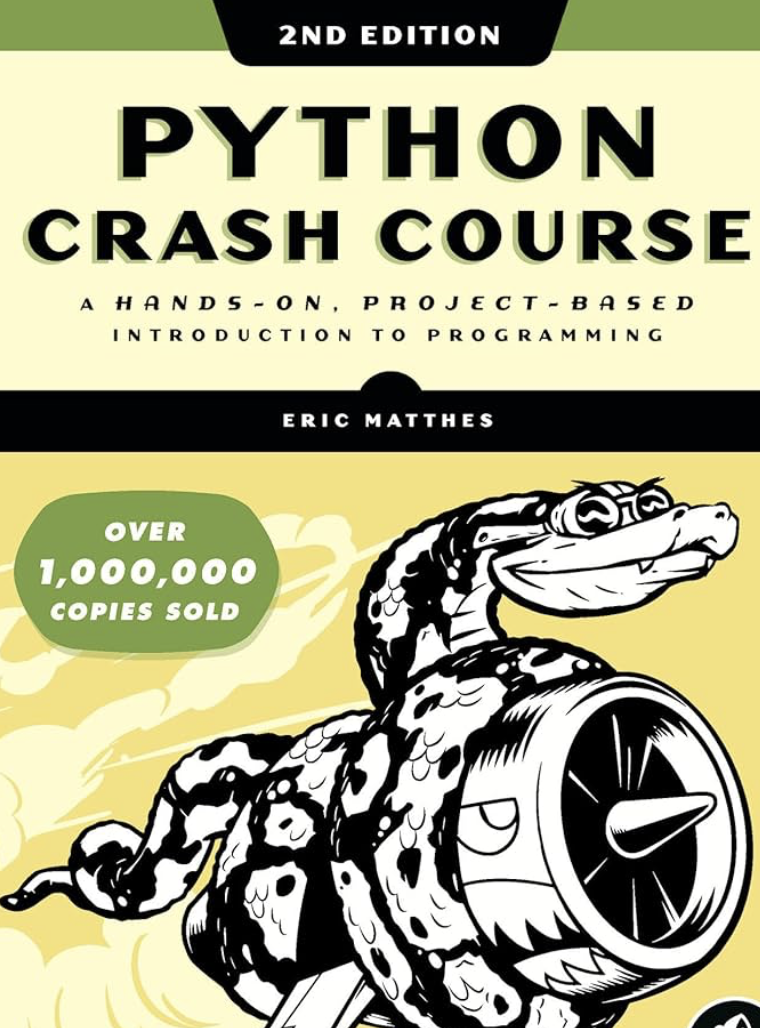 2ND EDITION
PYTHON
CRASH COURSE
A HANDS-ON, PROJECT-BASED
INTRODUCTION TO PROGRAMMING
ERIC MATTHES
OVER
1,000,000
COPIES SOLD